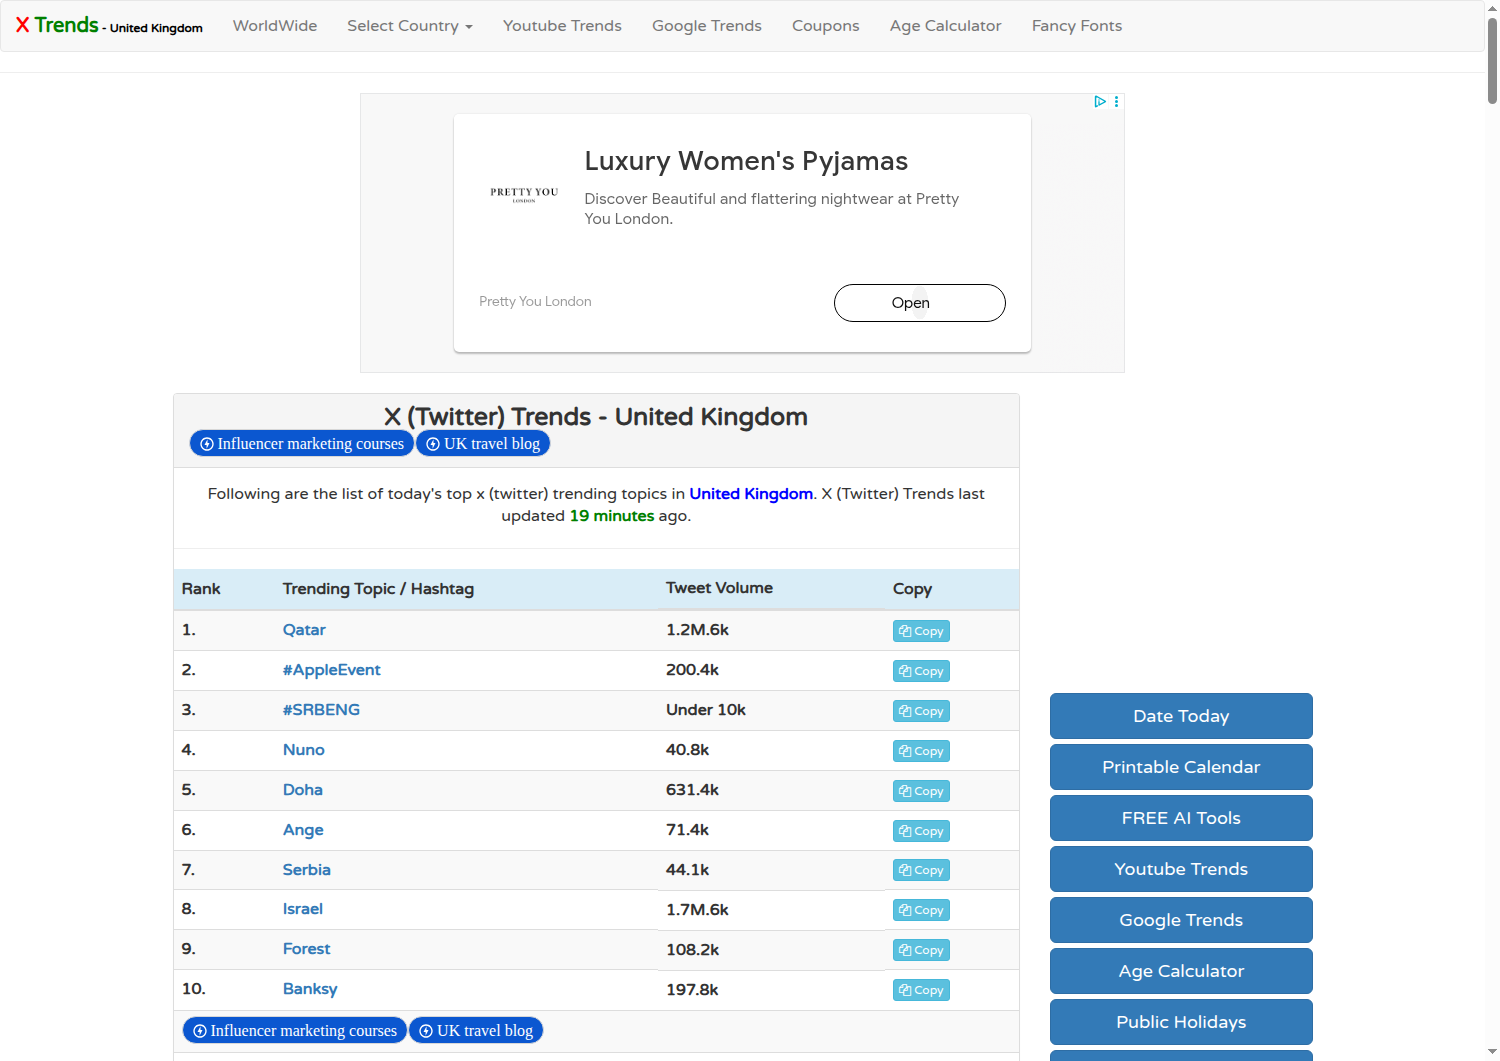 X Trends - United Kingdom WorldWide Select Country Youtube Trends Google Trends Coupons Age Calculator Fancy Fonts
Luxury Women's Pyjamas
PRETTY YOU
LONDON
Discover Beautiful and flattering nightwear at Pretty
You London.
Pretty You London
Open
X (Twitter) Trends - United Kingdom
Influencer marketing courses UK travel blog
Following are the list of today's top x (twitter) trending topics in United Kingdom. X (Twitter) Trends last
updated 19 minutes ago.
Rank Trending Topic / Hashtag Tweet Volume Copy
1. Qatar 1.2M.6k Copy
2. #AppleEvent 200.4k Copy
3. #SRBENG Under 10k Copy
4. Nuno 40.8k Copy
5. Doha 631.4k Copy
6. Ange 71.4k Copy
7. Serbia 44.1k Copy
8. Israel 1.7M.6k Copy
9. Forest 108.2k Copy
10. Banksy 197.8k Copy
Influencer marketing courses UK travel blog
Date Today
Printable Calendar
FREE AI Tools
Youtube Trends
Google Trends
Age Calculator
Public Holidays